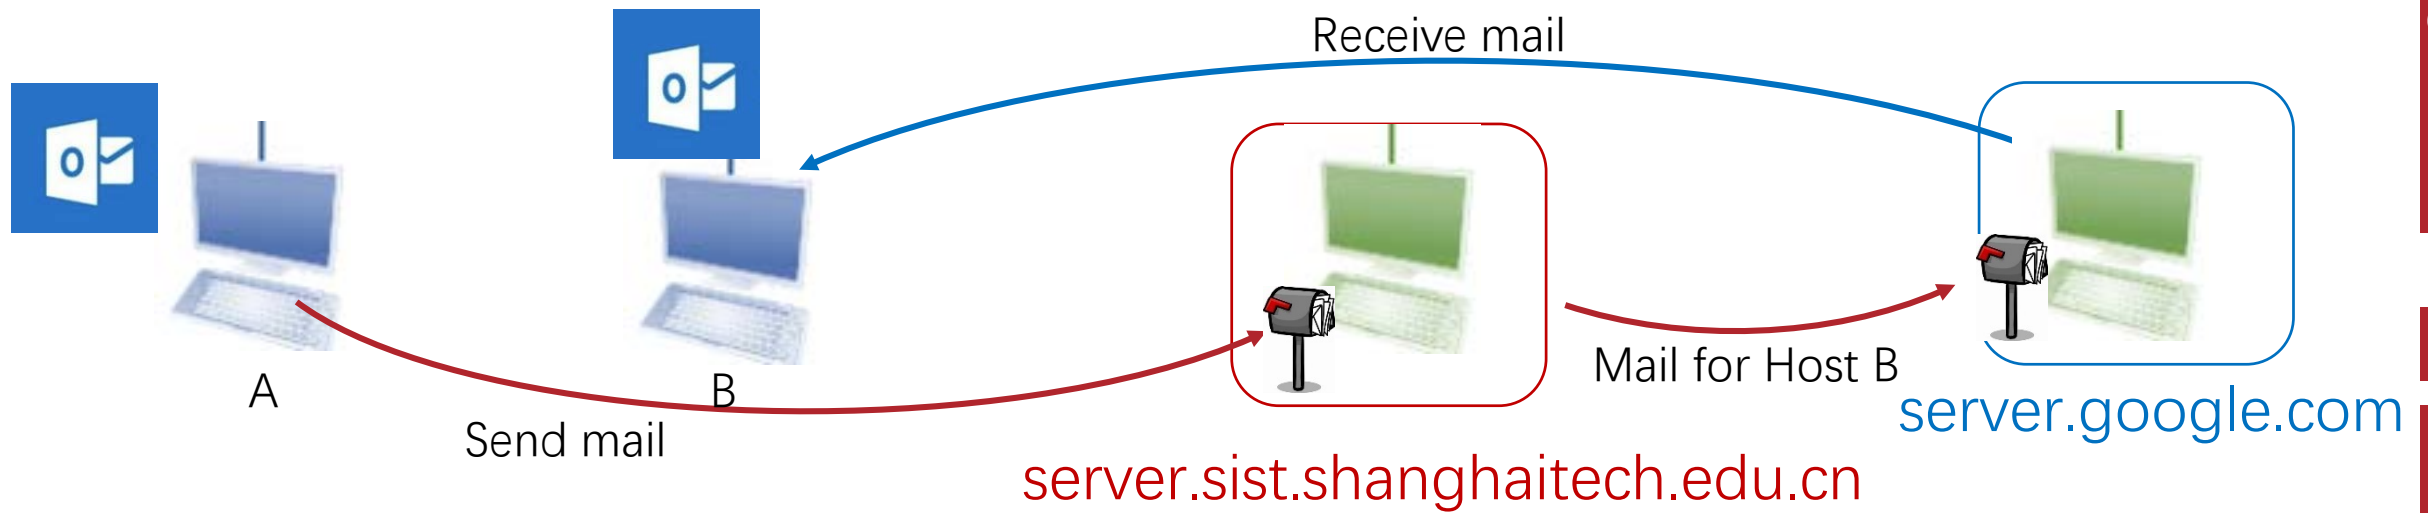 Receive mail
O
O
A
B
Send mail
Mail for Host B
server.google.com
server.sist.shanghaitech.edu.cn